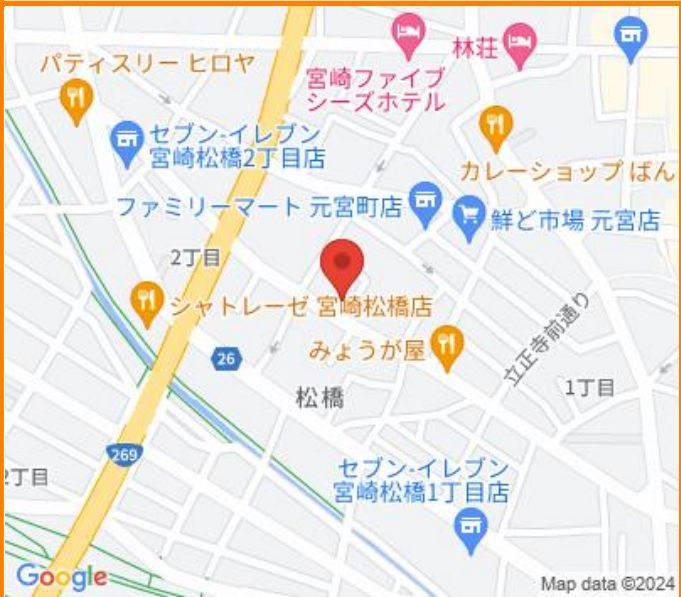 パティスリー ヒロヤ
宮崎ファイブ
シーズホテル
林荘
セブン-イレブン
宮崎松橋2丁目店
カレーショップ ばん
ファミリーマート 元宮町店
鮮ど市場 元宮店
2丁目
シャトレーゼ 宮崎松橋店
みょうが屋
立正寺前通り
26
松橋
1丁目
269
2丁目
セブン-イレブン
宮崎松橋1丁目店
Google
Map data ©2024